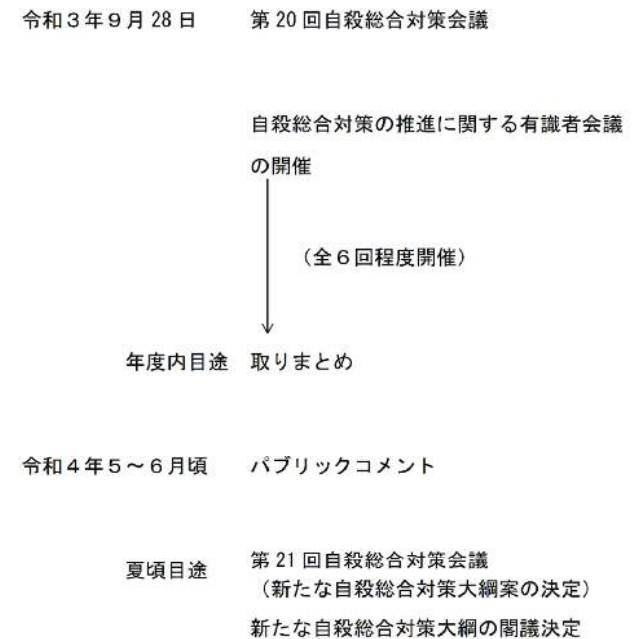 令和３年９月28日　第20回自殺総合対策会議
自殺総合対策の推進に関する有識者会議
の開催
（全６回程度開催）
年度内目途　取りまとめ
令和４年５～６月頃　パブリックコメント
夏頃目途　第21回自殺総合対策会議
（新たな自殺総合対策大綱案の決定）
新たな自殺総合対策大綱の閣議決定